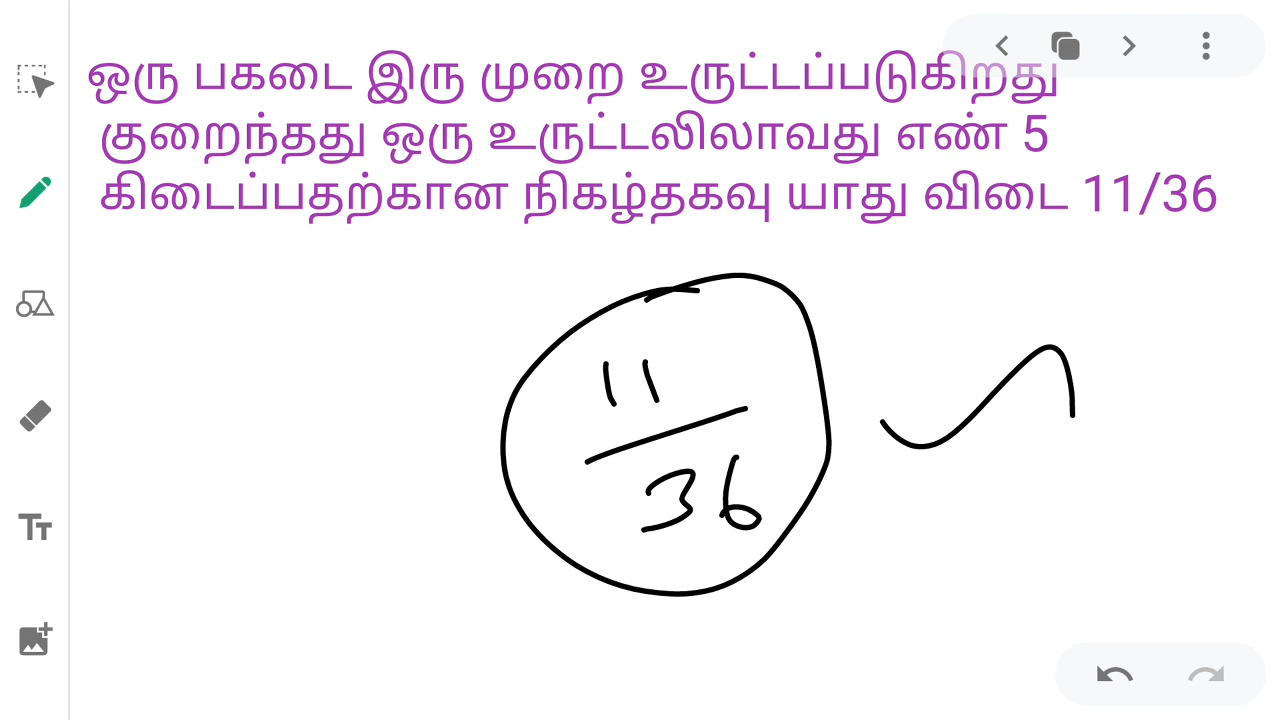 ஒரு பகடை இரு முறை உருட்டப்படுகிறது
குறைந்தது ஒரு உருட்டலிலாவது எண் 5
கிடைப்பதற்கான நிகழ்தகவு யாது விடை 11/36
11
36
Tт